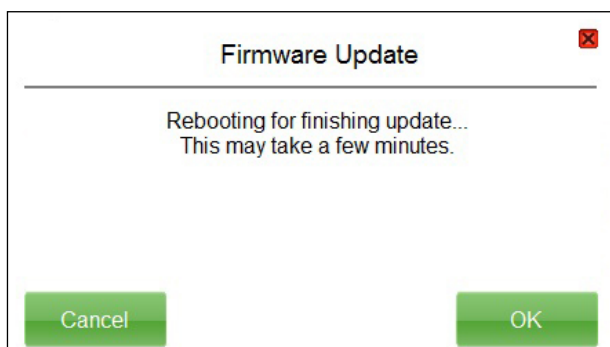 Firmware Update
Rebooting for finishing update...
This may take a few minutes.
Cancel
OK